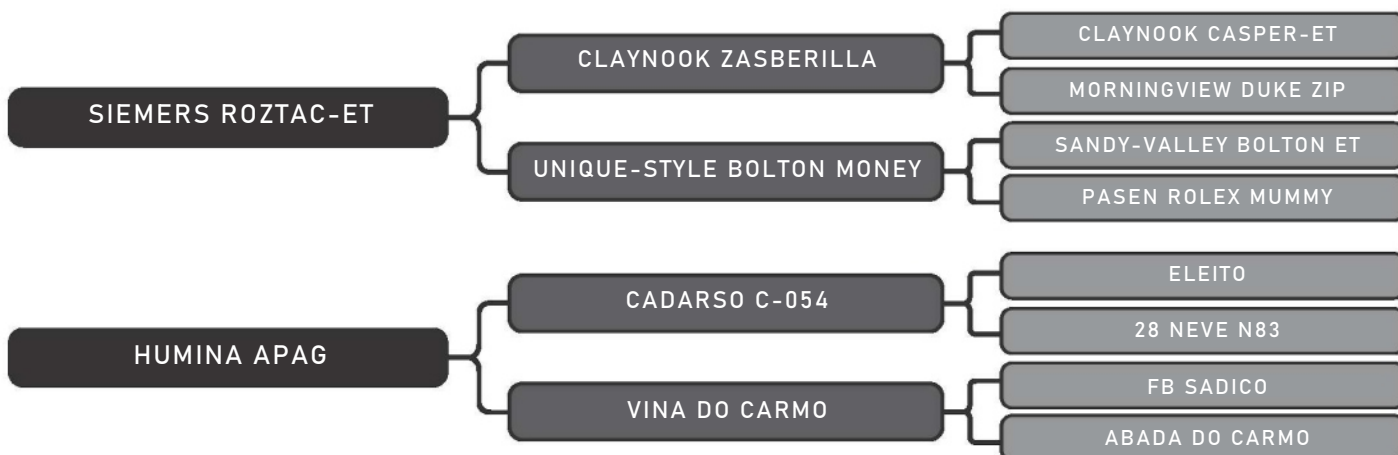 SIEMERS ROZTAC-ET
CLAYNOOK ZASBERILLA
CLAYNOOK CASPER-ET
MORNINGVIEW DUKE ZIP
UNIQUE-STYLE BOLTON MONEY
SANDY-VALLEY BOLTON ET
PASEN ROLEX MUMMY
HUMINA APAG
CADARSO C-054
ELEITO
28 NEVE N83
VINA DO CARMO
FB SADICO
ABADA DO CARMO